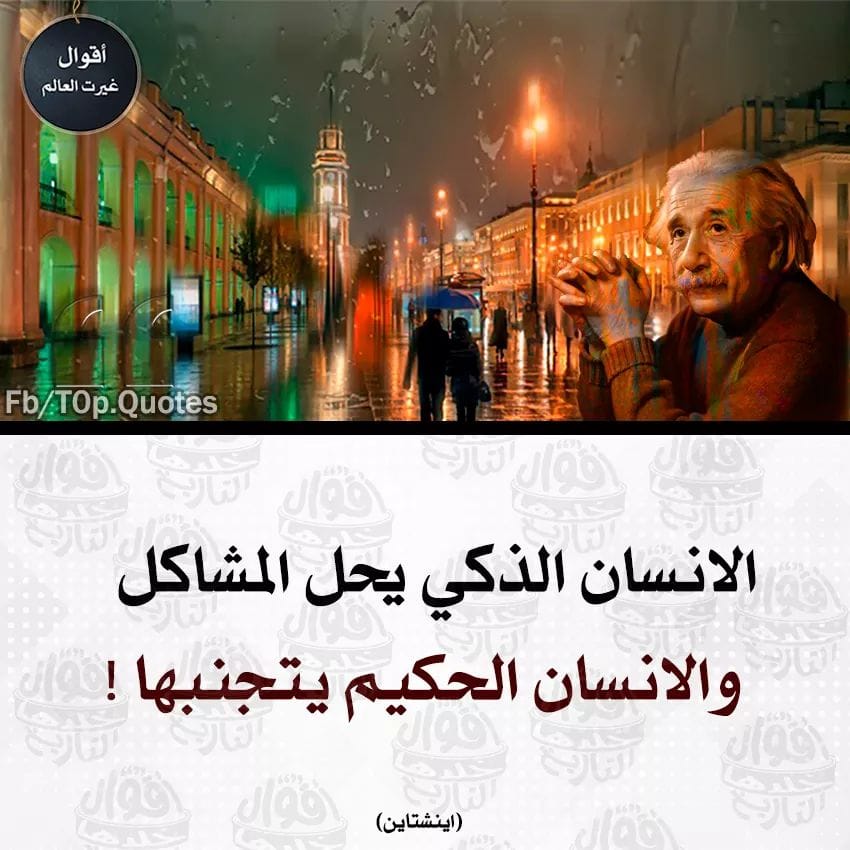 أقوال
غيرت العالم
Fb/TOp.Quotes
الانسان الذكي يحل المشاكل
والانسان الحكيم يتجنبها !
(اينشتاين)